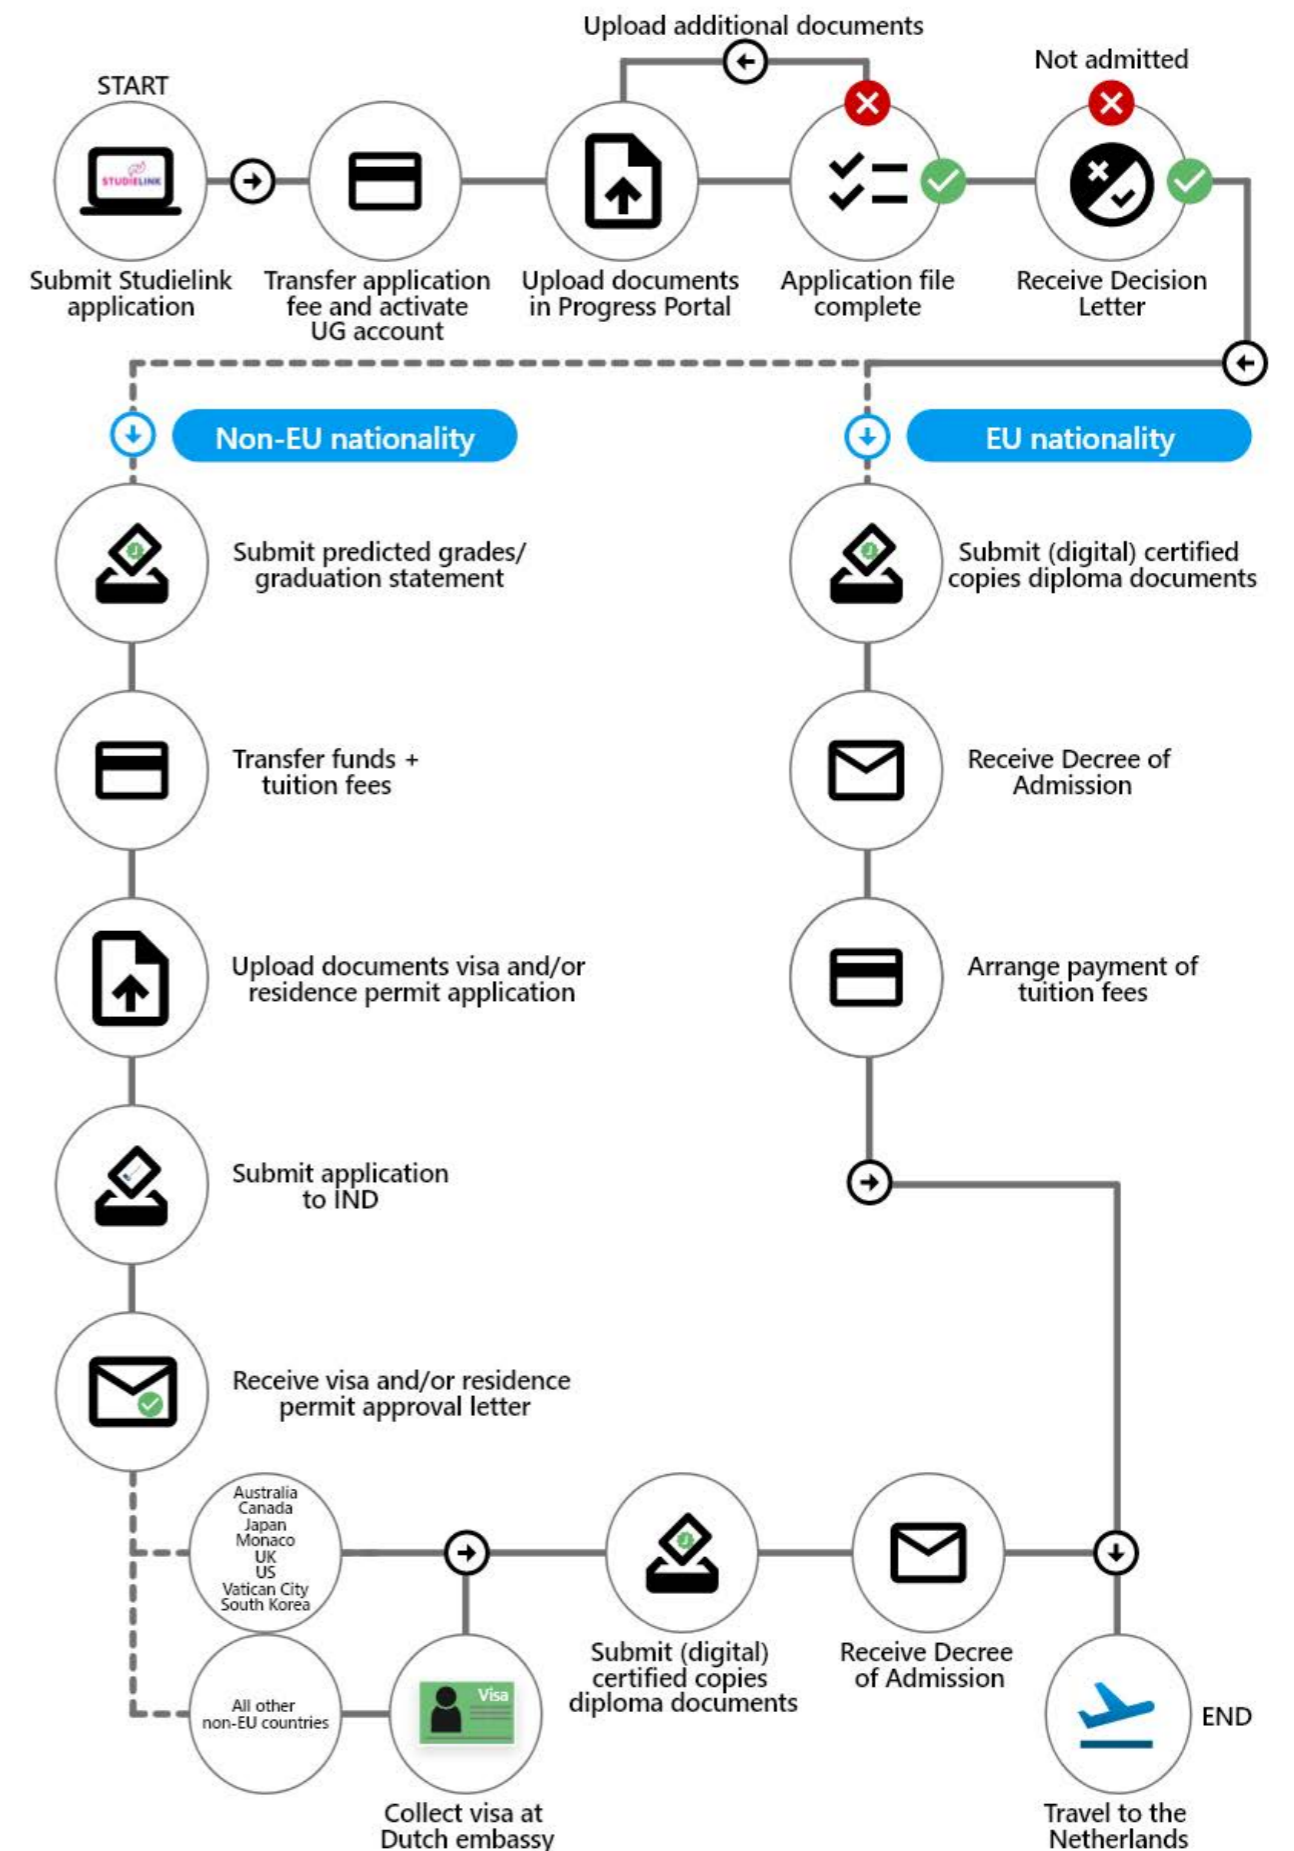 Upload additional documents
Not admitted
START
STUDIELINK
Submit Studielink
application
Transfer application
fee and activate
UG account
Upload documents
in Progress Portal
Application file
complete
Receive Decision
Letter
Non-EU nationality
EU nationality
Submit predicted grades/
graduation statement
Submit (digital) certified
copies diploma documents
Transfer funds +
tuition fees
Receive Decree of
Admission
Upload documents visa and/or
residence permit application
Arrange payment of
tuition fees
Submit application
to IND
Receive visa and/or residence
permit approval letter
Australia
Canada
Japan
Monaco
UK
US
Vatican City
South Korea
Submit (digital)
certified copies
diploma documents
Receive Decree
of Admission
All other
non-EU countries
Visa
END
Collect visa at
Dutch embassy
Travel to the
Netherlands